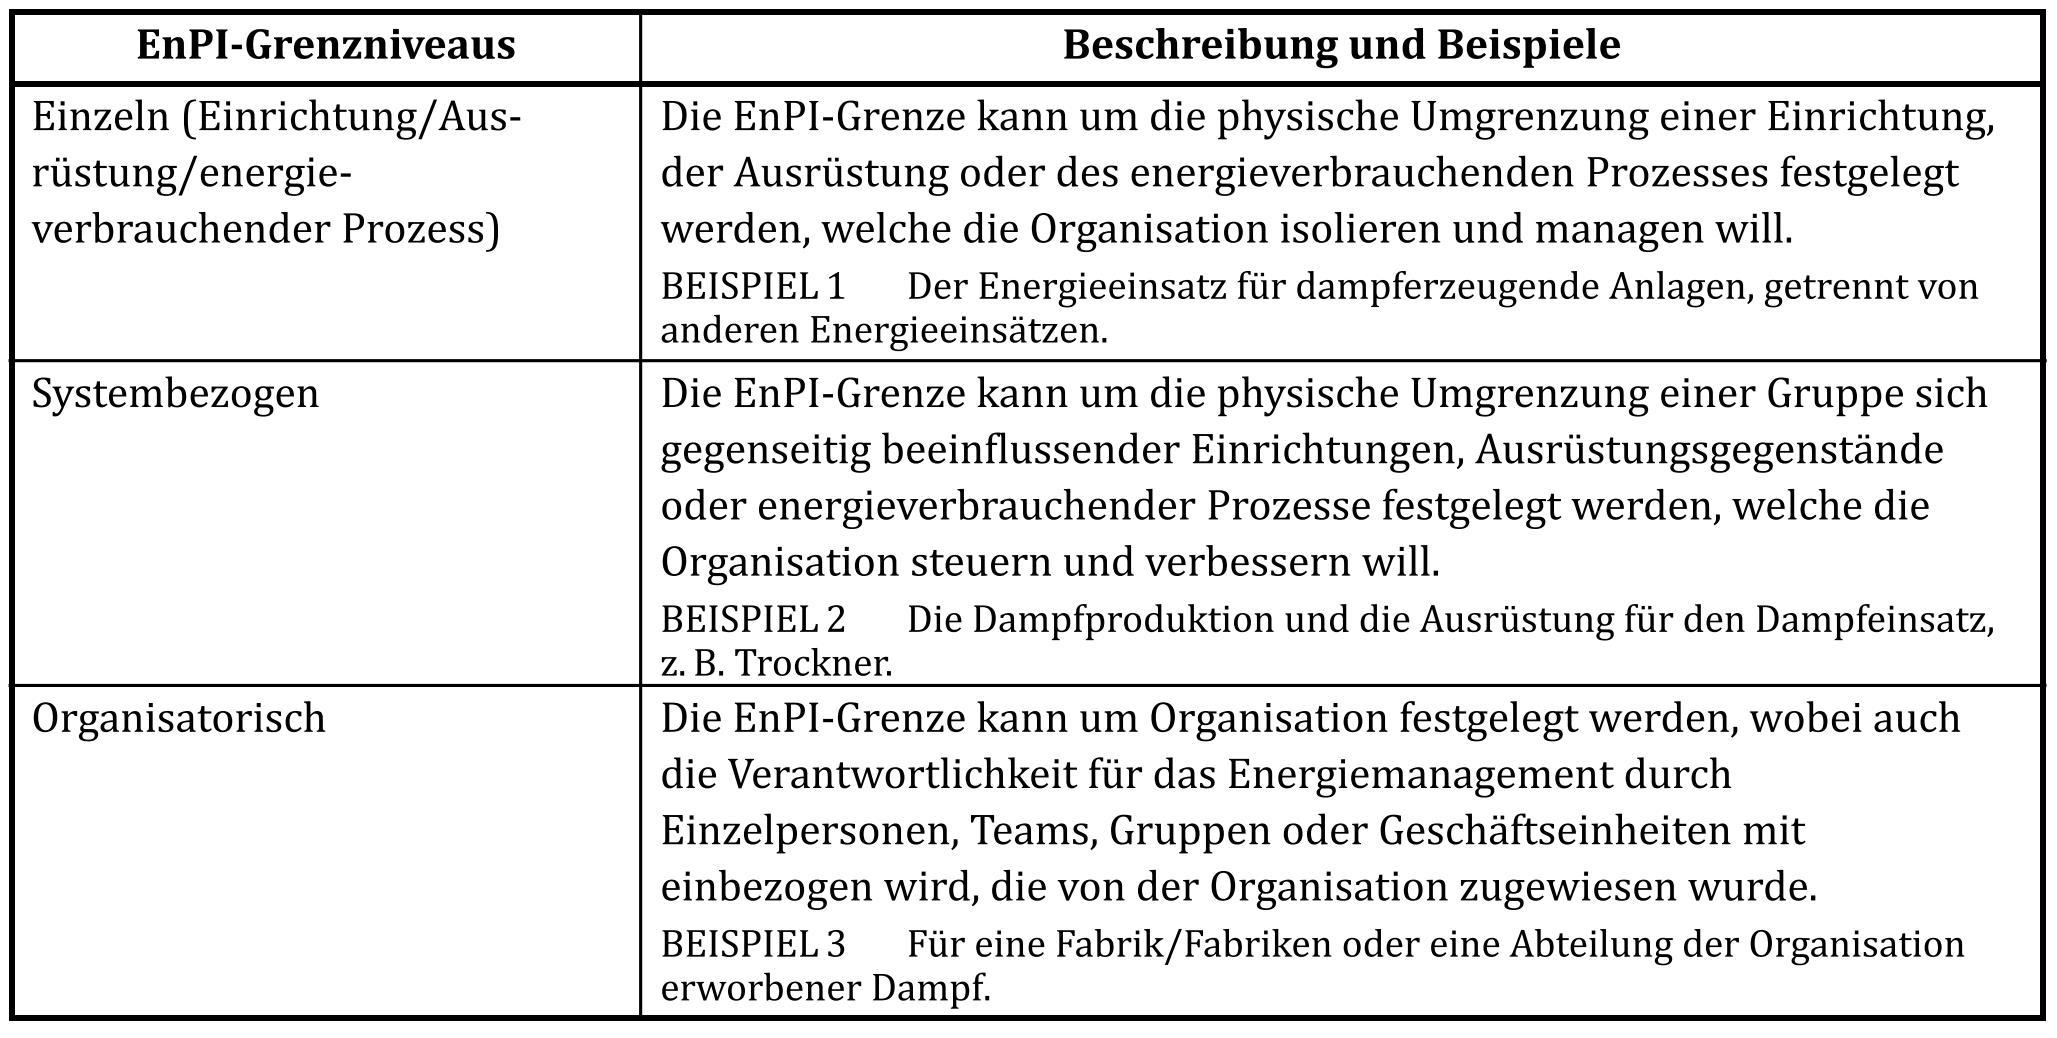 EnPI-Grenzniveaus
Beschreibung und Beispiele
Einzeln (Einrichtung/Aus-
rüstung/energie-
verbrauchender Prozess)
Die EnPI-Grenze kann um die physische Umgrenzung einer Einrichtung,
der Ausrüstung oder des energieverbrauchenden Prozesses festgelegt
werden, welche die Organisation isolieren und managen will.
BEISPIEL 1 Der Energieeinsatz für dampferzeugende Anlagen, getrennt von
anderen Energieeinsätzen.
Systembezogen
Die EnPI-Grenze kann um die physische Umgrenzung einer Gruppe sich
gegenseitig beeinflussender Einrichtungen, Ausrüstungsgegenstände
oder energieverbrauchender Prozesse festgelegt werden, welche die
Organisation steuern und verbessern will.
BEISPIEL 2 Die Dampfproduktion und die Ausrüstung für den Dampfeinsatz,
z. B. Trockner.
Organisatorisch
Die EnPI-Grenze kann um Organisation festgelegt werden, wobei auch
die Verantwortlichkeit für das Energiemanagement durch
Einzelpersonen, Teams, Gruppen oder Geschäftseinheiten mit
einbezogen wird, die von der Organisation zugewiesen wurde.
BEISPIEL 3 Für eine Fabrik/Fabriken oder eine Abteilung der Organisation
erworbener Dampf.